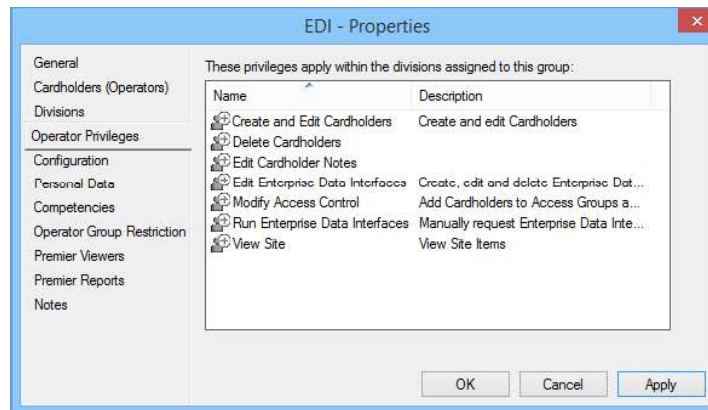 EDI - Properties
General
Cardholders (Operators)
Divisions
Operator Privileges
Configuration
Personal Data
Competencies
Operator Group Restriction
Premier Viewers
Premier Reports
Notes
These privileges apply within the divisions assigned to this group:
Name Description
Create and Edit Cardholders Create and edit Cardholders
Delete Cardholders
Edit Cardholder Notes
Edit Enterprise Data Interfaces Create, edit and delete Enterprise Dat...
Modify Access Control Add Cardholders to Access Groups a...
Run Enterprise Data Interfaces Manually request Enterprise Data Inte...
View Site View Site Items
OK Cancel Apply